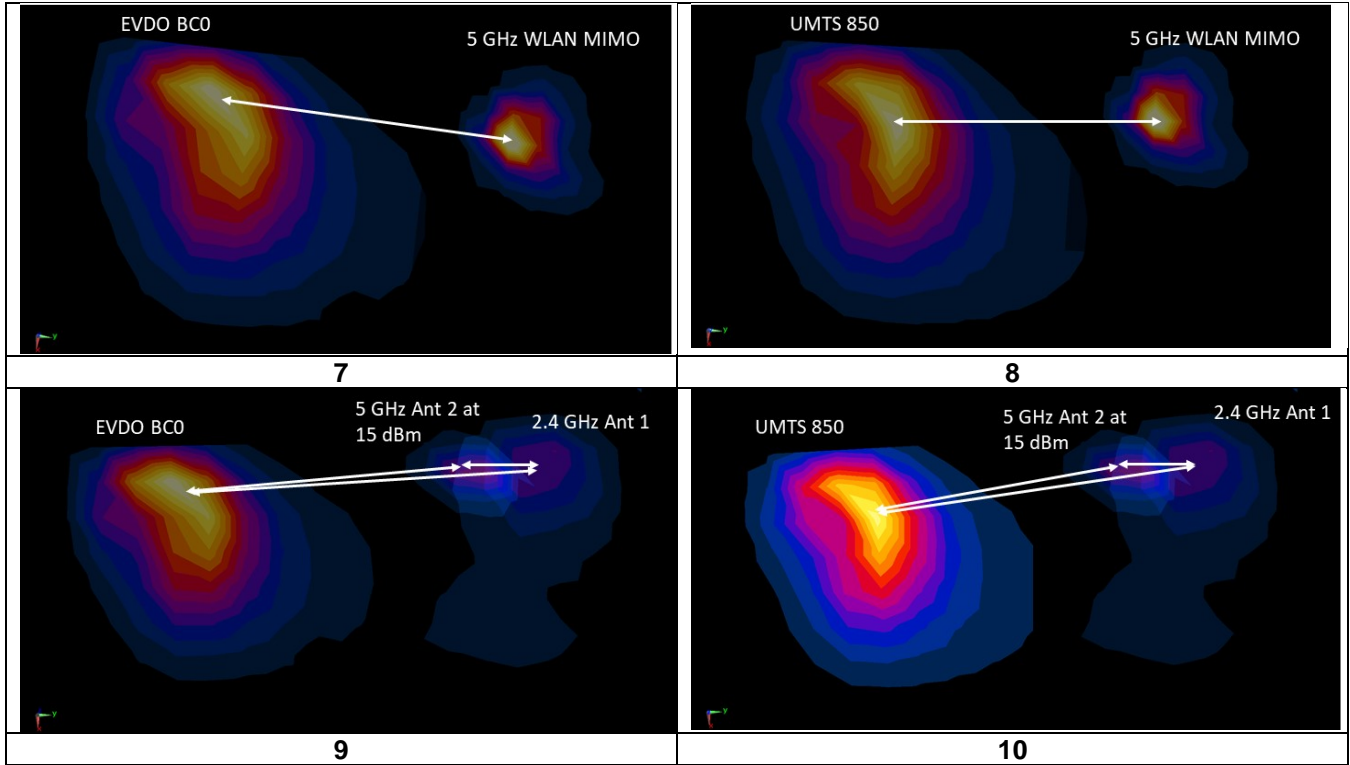 EVDO BC0
5 GHz WLAN MIMO
UMTS 850
5 GHz WLAN MIMO
7
8
EVDO BC0
5 GHz Ant 2 at
15 dBm
2.4 GHz Ant 1
UMTS 850
5 GHz Ant 2 at
15 dBm
2.4 GHz Ant 1
9
10